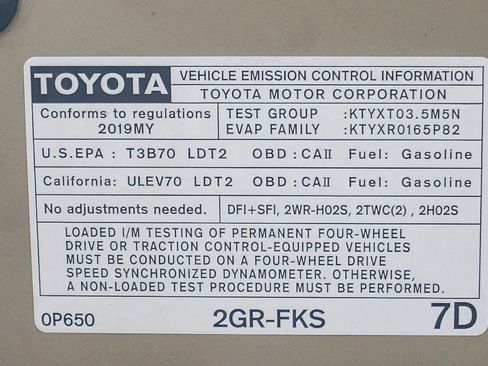 TOYOTA
VEHICLE EMISSION CONTROL INFORMATION
TOYOTA MOTOR CORPORATION
Conforms to regulations
2019MY
TEST GROUP :KTYXT03.5M5N
EVAP FAMILY :KTYXR0165P82
U.S.EPA : T3B70 LDT2 OBD : CAII Fuel: Gasoline
California: ULEV70 LDT2 OBD : CAII Fuel: Gasoline
No adjustments needed.
DFI+SFI, 2WR-HO2S, 2TWC(2) , 2HO2S
LOADED I/M TESTING OF PERMANENT FOUR-WHEEL
DRIVE OR TRACTION CONTROL-EQUIPPED VEHICLES
MUST BE CONDUCTED ON A FOUR-WHEEL DRIVE
SPEED SYNCHRONIZED DYNAMOMETER. OTHERWISE,
A NON-LOADED TEST PROCEDURE MUST BE PERFORMED.
0P650 2GR-FKS 7D